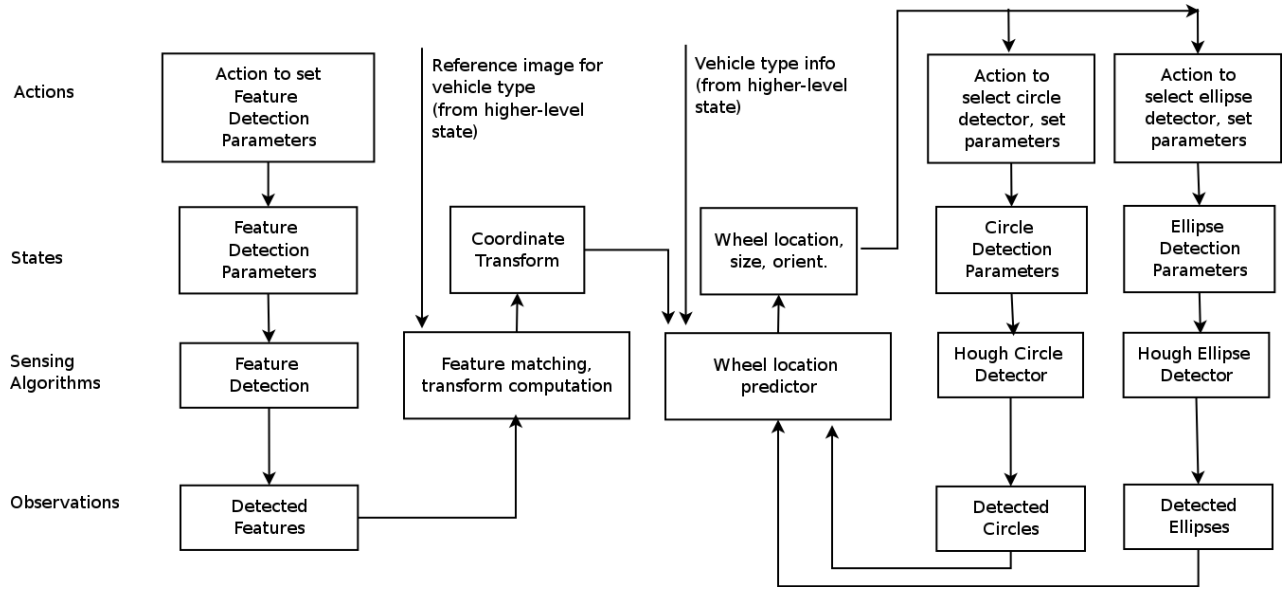 Actions
Action to set
Feature
Detection
Parameters
Reference image for
vehicle type
(from higher-level
state)
Vehicle type info
(from higher-level
state)
Action to
select circle
detector, set
parameters
Action to
select ellipse
detector, set
parameters
States
Feature
Detection
Parameters
Coordinate
Transform
Wheel location,
size, orient.
Circle
Detection
Parameters
Ellipse
Detection
Parameters
Sensing
Algorithms
Feature
Detection
Feature matching,
transform computation
Wheel location
predictor
Hough Circle
Detector
Hough Ellipse
Detector
Observations
Detected
Features
Detected
Circles
Detected
Ellipses